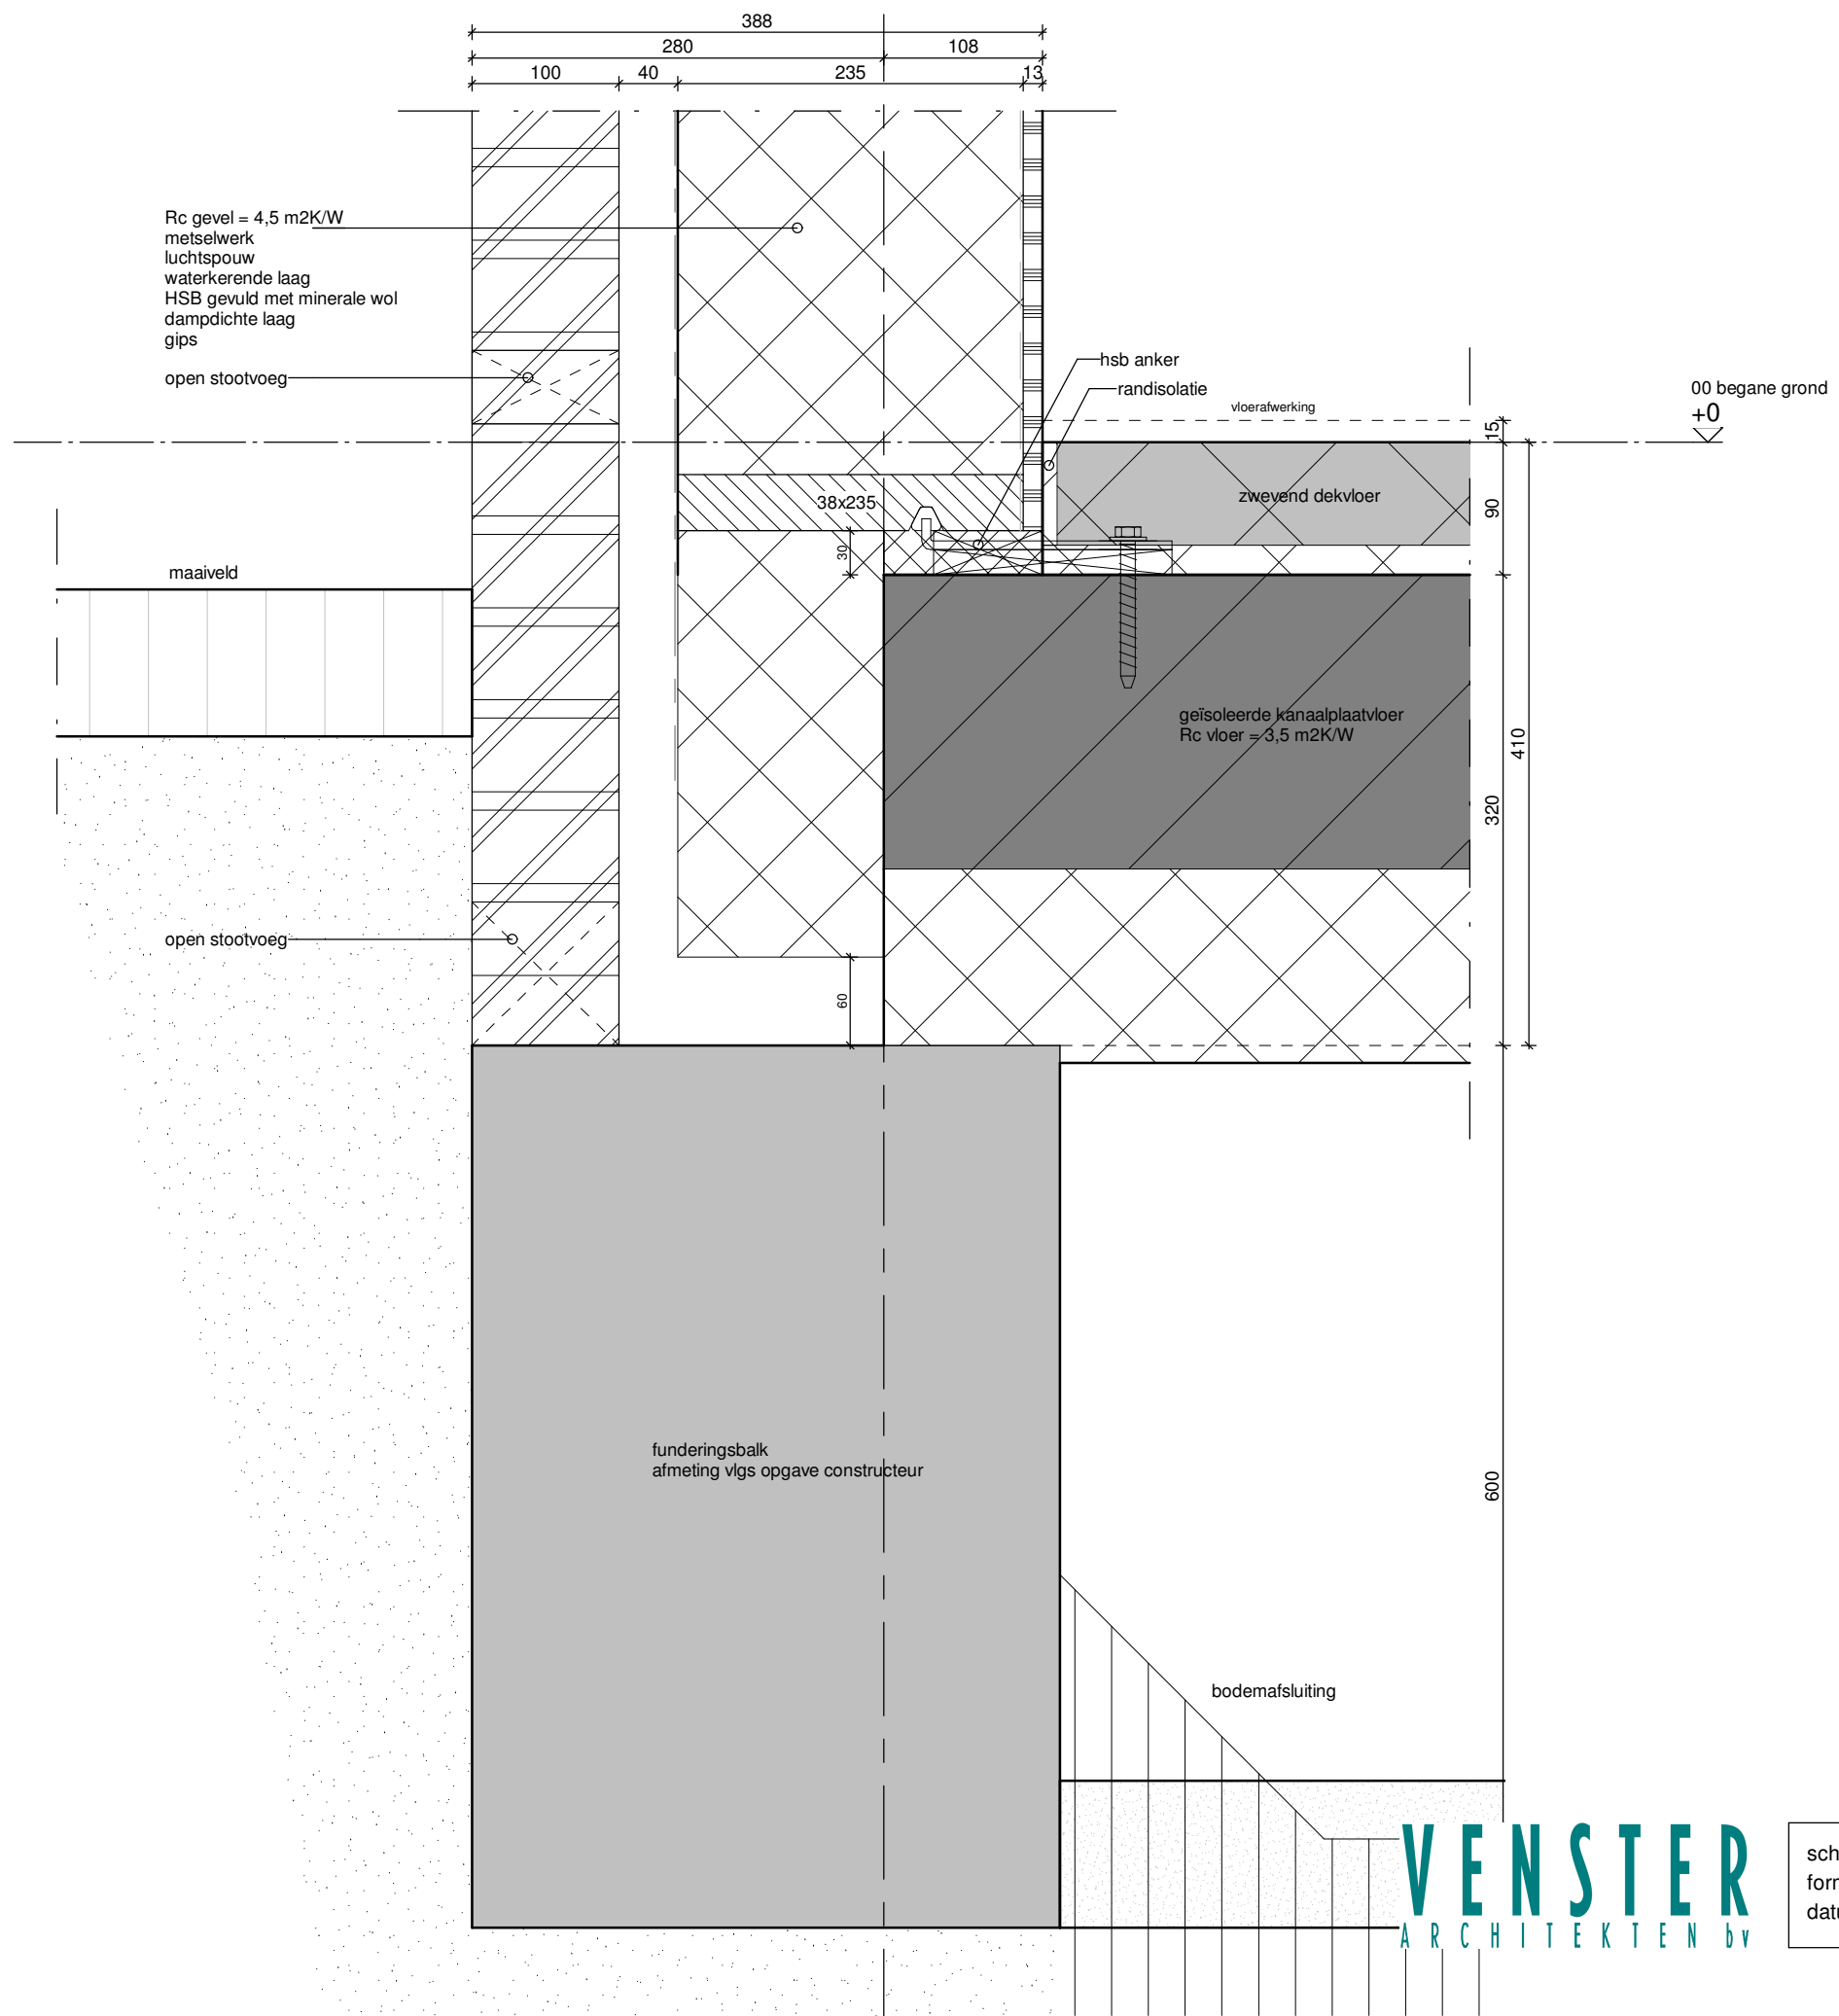 388
280
108
100
40
235
13
Rc gevel = 4,5 m2K/W
metselwerk
luchtspouw
waterkerende laag
HSB gevuld met minerale wol
dampdichte laag
gips
open stootvoeg
hsb anker
randisolatie
vloerafwerking
00 begane grond
+0
15
38x235
zwevend dekvloer
90
30
maaiveld
geïsoleerde kanaalplaatvloer
Rc vloer = 3,5 m2K/W
410
320
open stootvoeg
60
funderingsbalk
afmeting vlgs opgave constructeur
600
bodemafsluiting
VENSTER
ARCHITEKTEN bv
sch
forn
datu